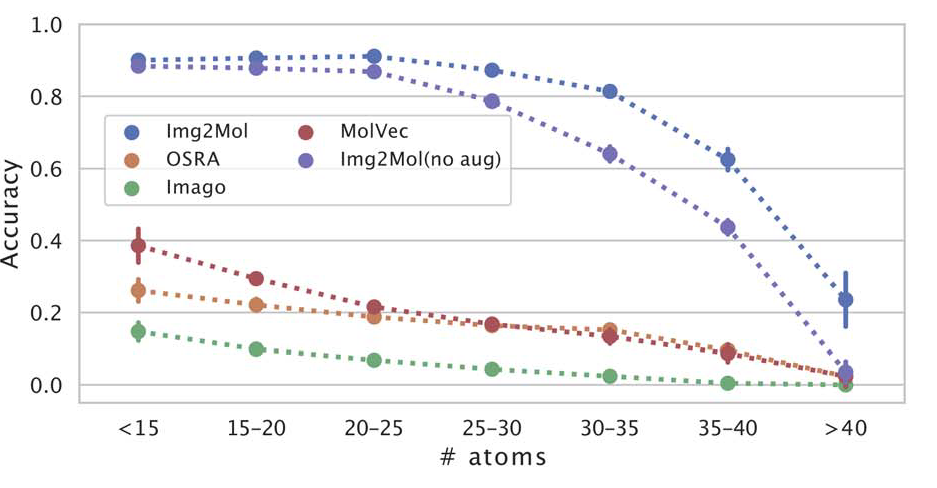 1.0
0.8
0.6
0.4
0.2
0.0
Accuracy
Img2Mol
OSRA
Imago
MolVec
Img2Mol(no aug)
<15 15–20 20–25 25–30 30–35 35–40 >40
# atoms